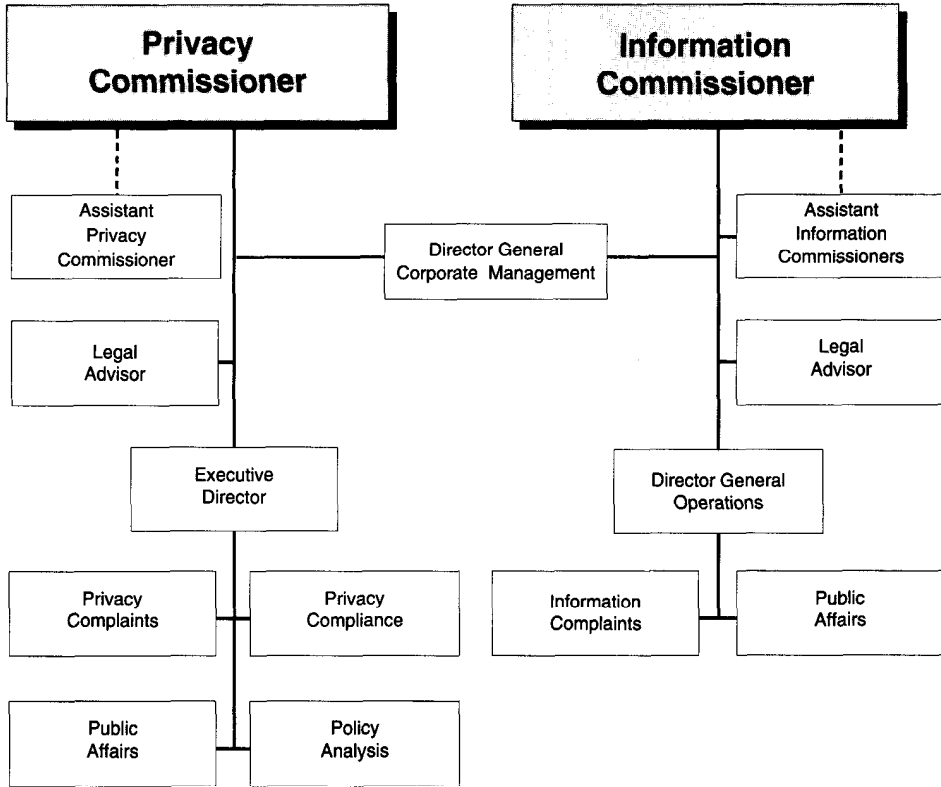 Privacy
Commissioner
Information
Commissioner
Assistant
Privacy
Commissioner
Director General
Corporate Management
Assistant
Information
Commissioners
Legal
Advisor
Legal
Advisor
Executive
Director
Director General
Operations
Privacy
Complaints
Privacy
Compliance
Information
Complaints
Public
Affairs
Public
Affairs
Policy
Analysis